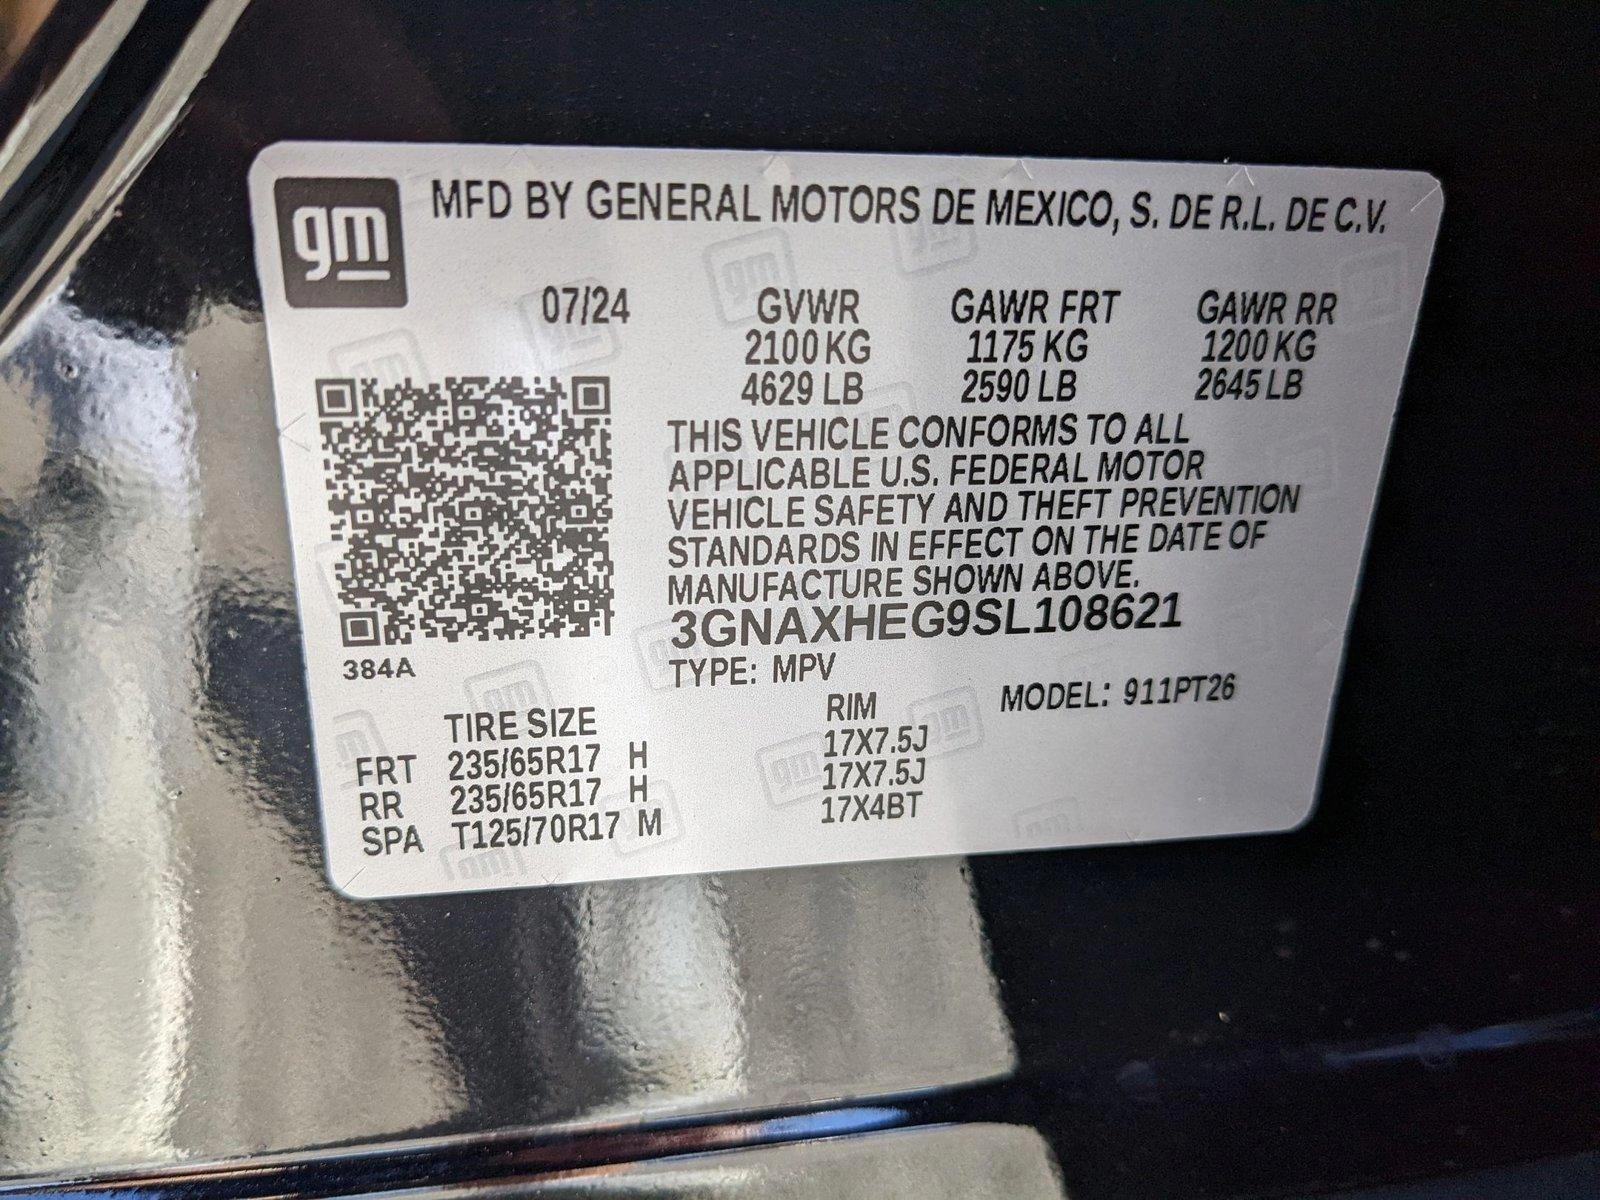 gm
MFD BY GENERAL MOTORS DE MEXICO, S. DE R.L. DE C.V.
07/24 GVWR GAWR FRT GAWR RR
2100 KG 1175 KG 1200 KG
4629 LB 2590 LB 2645 LB
THIS VEHICLE CONFORMS TO ALL
APPLICABLE U.S. FEDERAL MOTOR
VEHICLE SAFETY AND THEFT PREVENTION
STANDARDS IN EFFECT ON THE DATE OF
MANUFACTURE SHOWN ABOVE.
3GNAXHEG9SL108621
384A
TYPE: MPV MODEL: 911PT26
TIRE SIZE RIM
FRT 235/65R17 H 17X7.5J
RR 235/65R17 H 17X7.5J
SPA T125/70R17 M 17X4BT